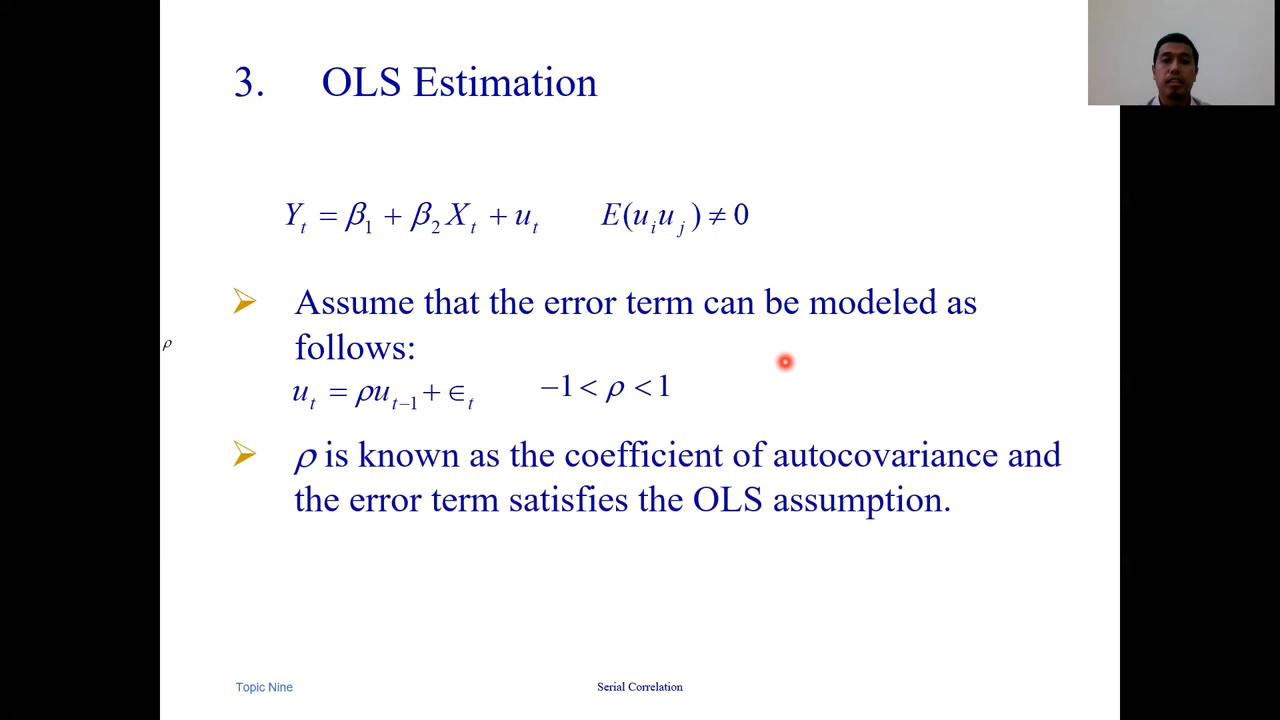 3. OLS Estimation
Y_t = β_1 + β_2 X_t + u_t E(u_i u_j) ≠ 0
Assume that the error term can be modeled as
follows:
ρ
u_t = ρu_{t−1} + ∈_t −1 < ρ < 1
ρ is known as the coefficient of autocovariance and
the error term satisfies the OLS assumption.
Topic Nine
Serial Correlation